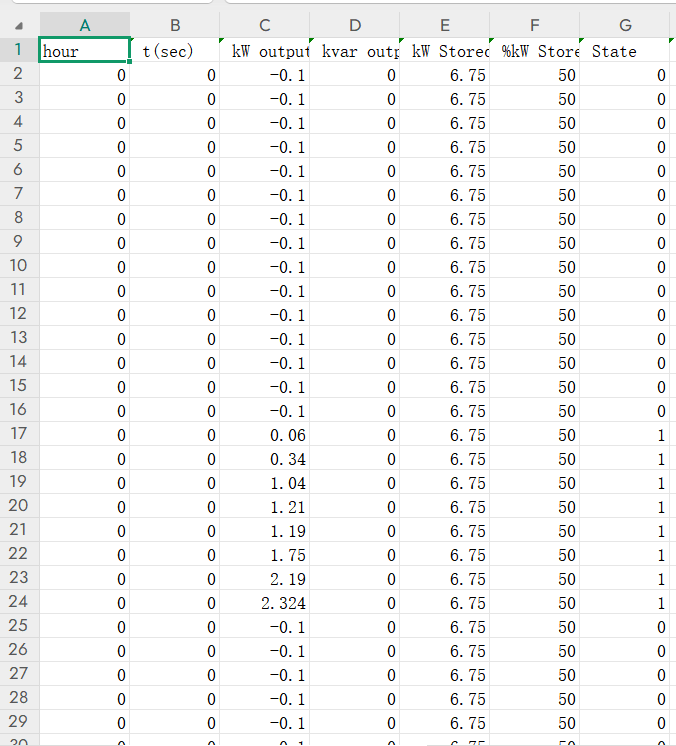 A B C D E F G
1 hour t(sec) kW output kvar outp kW Stored %kW Store State
2 0 0 -0.1 0 6.75 50 0
3 0 0 -0.1 0 6.75 50 0
4 0 0 -0.1 0 6.75 50 0
5 0 0 -0.1 0 6.75 50 0
6 0 0 -0.1 0 6.75 50 0
7 0 0 -0.1 0 6.75 50 0
8 0 0 -0.1 0 6.75 50 0
9 0 0 -0.1 0 6.75 50 0
10 0 0 -0.1 0 6.75 50 0
11 0 0 -0.1 0 6.75 50 0
12 0 0 -0.1 0 6.75 50 0
13 0 0 -0.1 0 6.75 50 0
14 0 0 -0.1 0 6.75 50 0
15 0 0 -0.1 0 6.75 50 0
16 0 0 -0.1 0 6.75 50 0
17 0 0 0.06 0 6.75 50 1
18 0 0 0.34 0 6.75 50 1
19 0 0 1.04 0 6.75 50 1
20 0 0 1.21 0 6.75 50 1
21 0 0 1.19 0 6.75 50 1
22 0 0 1.75 0 6.75 50 1
23 0 0 2.19 0 6.75 50 1
24 0 0 2.324 0 6.75 50 1
25 0 0 -0.1 0 6.75 50 0
26 0 0 -0.1 0 6.75 50 0
27 0 0 -0.1 0 6.75 50 0
28 0 0 -0.1 0 6.75 50 0
29 0 0 -0.1 0 6.75 50 0